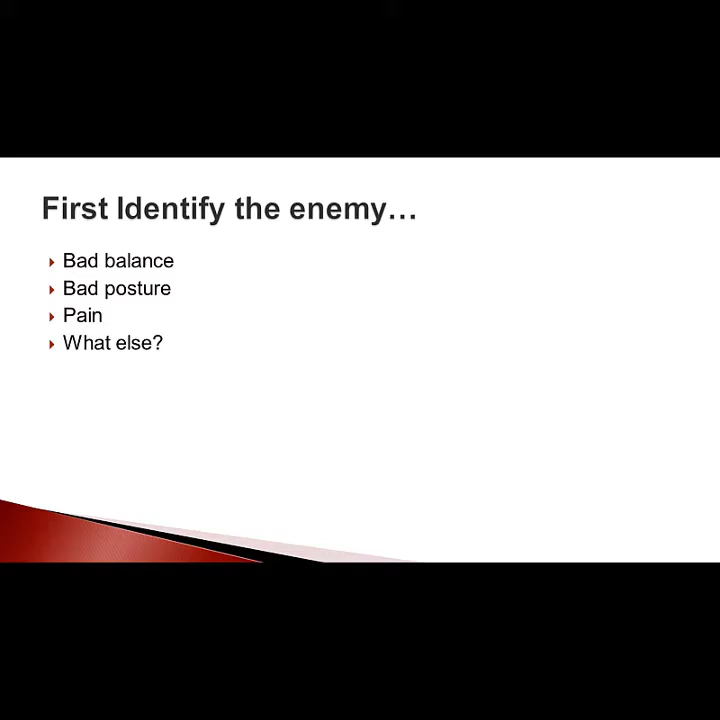 First Identify the enemy…
Bad balance
Bad posture
Pain
What else?